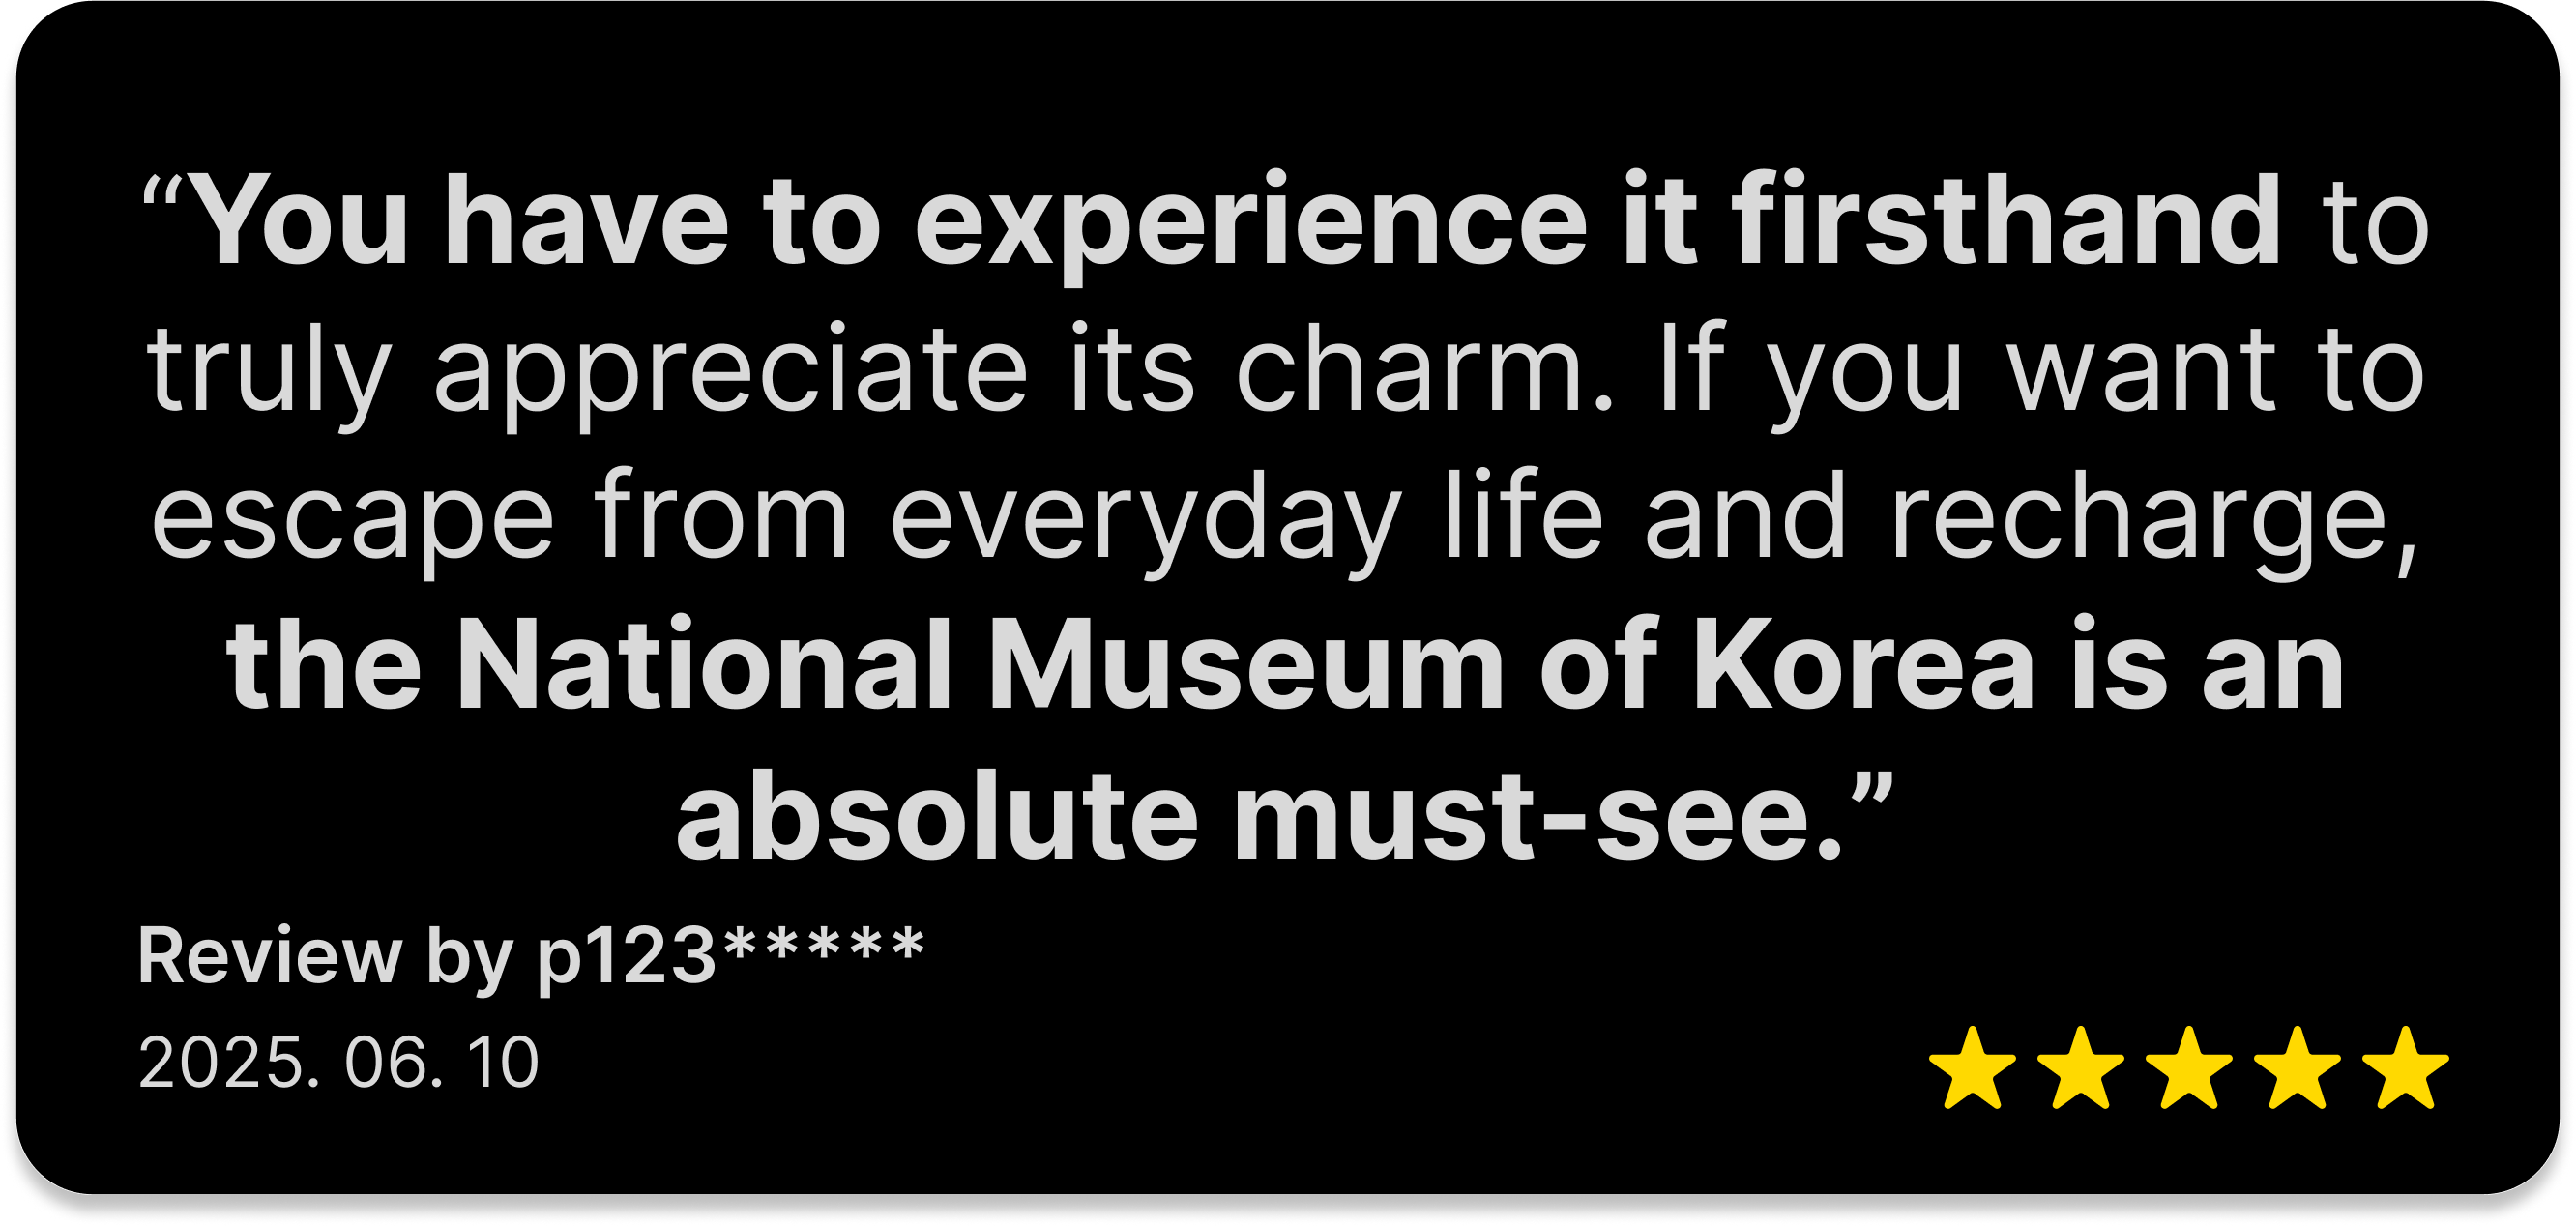 “You have to experience it firsthand to
truly appreciate its charm. If you want to
escape from everyday life and recharge,
the National Museum of Korea is an
absolute must-see.”
Review by p123*****
2025. 06. 10